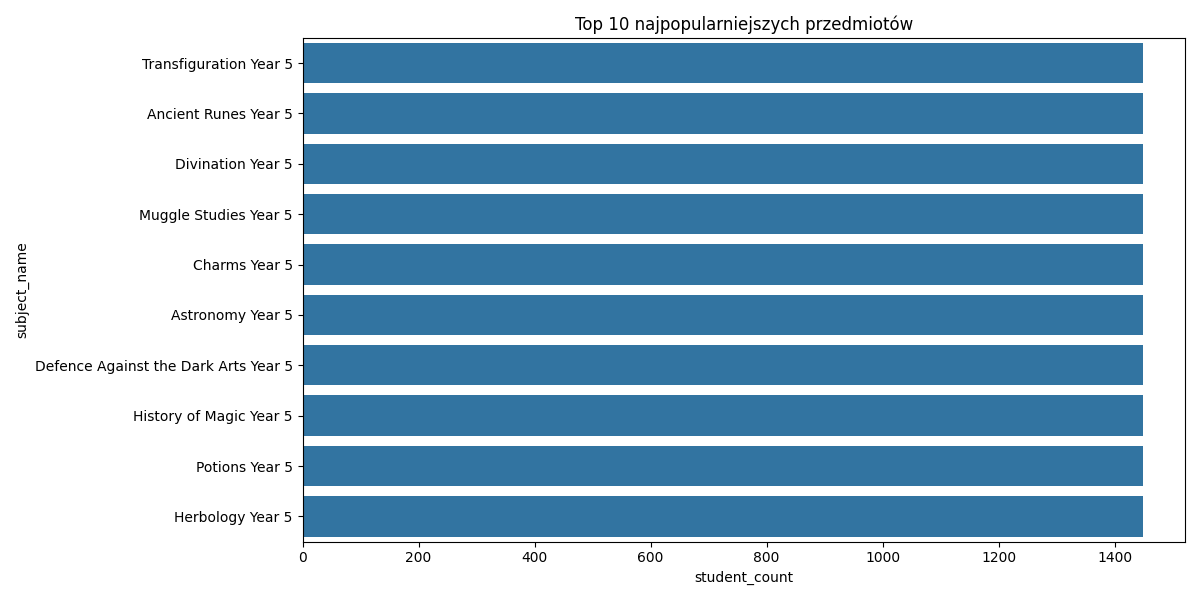 Top 10 najpopularniejszych przedmiotów
subject_name
Transfiguration Year 5
Ancient Runes Year 5
Divination Year 5
Muggle Studies Year 5
Charms Year 5
Astronomy Year 5
Defence Against the Dark Arts Year 5
History of Magic Year 5
Potions Year 5
Herbology Year 5
0 200 400 600 800 1000 1200 1400
student_count